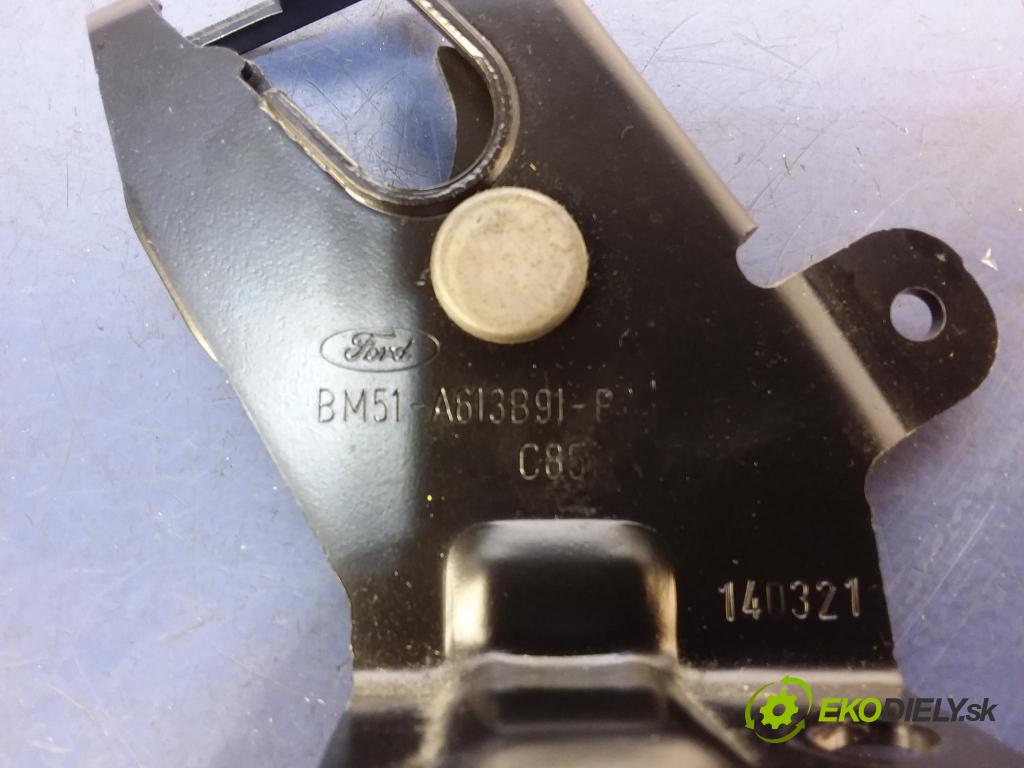 Ford
BM51-A613B91-
C85
140321
EKODIELY.sk